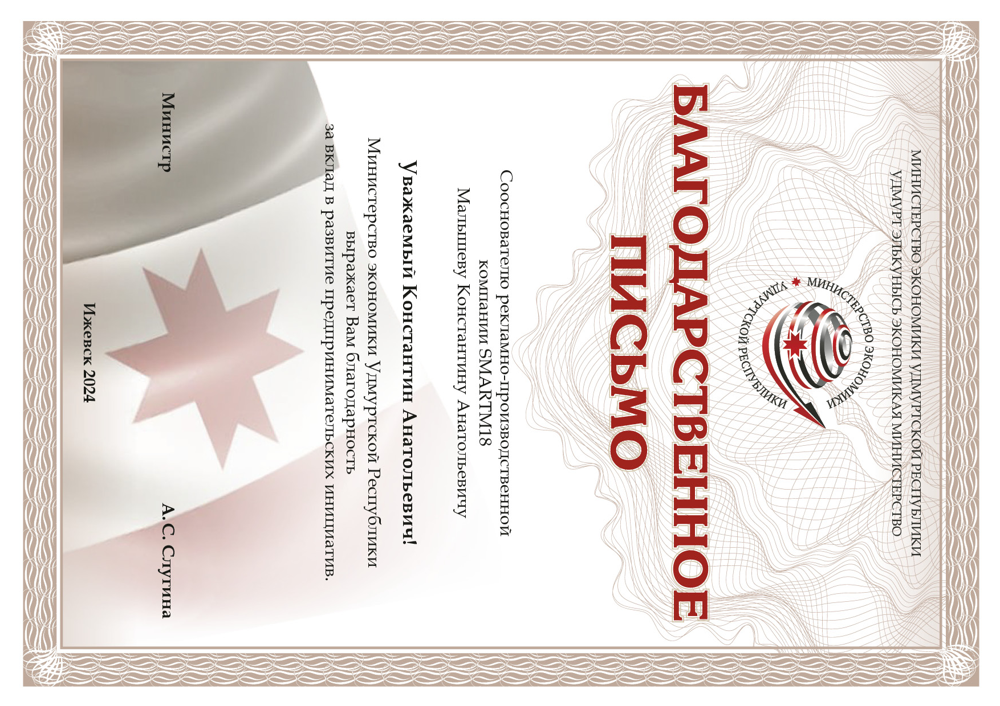 МИНИСТЕРСТВО ЭКОНОМИКИ УДМУРТСКОЙ РЕСПУБЛИКИ
УДМУРТ ЭЛЬКУНЫСЬ ЭКОНОМИКАЯ МИНИСТЕРСТВО
МИНИСТЕРСТВО ЭКОНОМИКИ
УДМУРТСКОЙ РЕСПУБЛИКИ
БЛАГОДАРСТВЕННОЕ
ПИСЬМО
Сооснователю рекламно-производственной
компании SMARTM18
Малышеву Константину Анатольевичу
Уважаемый Константин Анатольевич!
Министерство экономики Удмуртской Республики
выражает Вам благодарность
за вклад в развитие предпринимательских инициатив.
Министр А.С. Слугина
Ижевск 2024